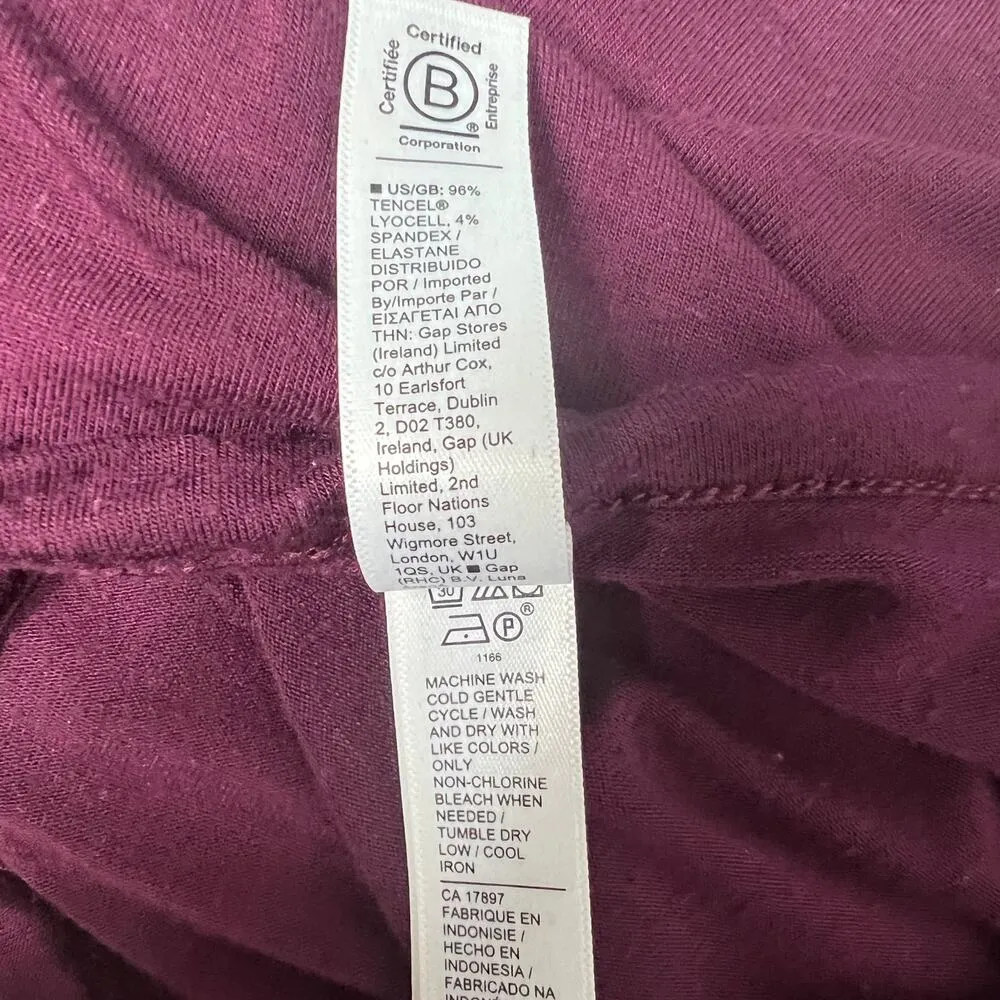 Certified
Certifiée
B
®
Entreprise
Corporation
US/GB: 96%
TENCEL®
LYOCELL, 4%
SPANDEX /
ELASTANE
DISTRIBUIDO
POR / Imported
By/Importe Par /
ΕΙΣΑΓΕΤΑΙ ΑΠΟ
ΤΗΝ: Gap Stores
(Ireland) Limited
c/o Arthur Cox,
10 Earlsfort
Terrace, Dublin
2, D02 T380,
Ireland, Gap (UK
Holdings)
Limited, 2nd
Floor Nations
House, 103
Wigmore Street,
London, W1U
1QS, UK ■ Gap
(RHC) B.V. Luna
30
P
®
1166
MACHINE WASH
COLD GENTLE
CYCLE / WASH
AND DRY WITH
LIKE COLORS /
ONLY
NON-CHLORINE
BLEACH WHEN
NEEDED /
TUMBLE DRY
LOW / COOL
IRON
CA 17897
FABRIQUE EN
INDONISIE /
HECHO EN
INDONESIA /
FABRICADO NA